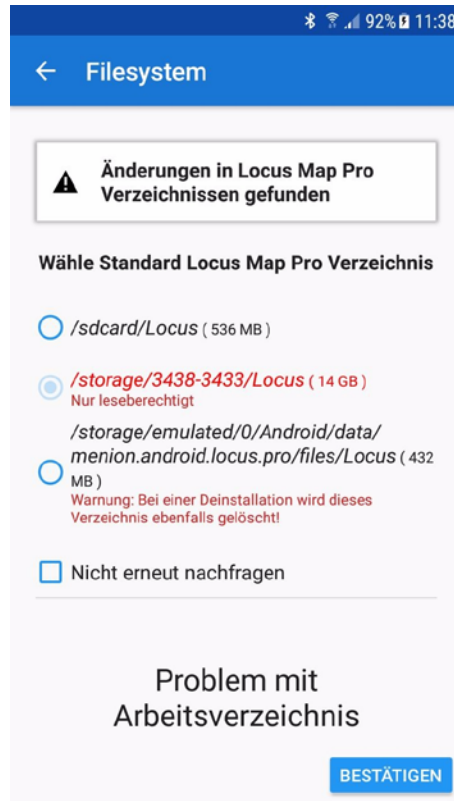 92% 11:38
Filesystem
Änderungen in Locus Map Pro
Verzeichnissen gefunden
Wähle Standard Locus Map Pro Verzeichnis
/sdcard/Locus ( 536 MB )
/storage/3438-3433/Locus ( 14 GB )
Nur leseberechtigt
/storage/emulated/0/Android/data/
menion.android.locus.pro/files/Locus ( 432
MB )
Warnung: Bei einer Deinstallation wird dieses
Verzeichnis ebenfalls gelöscht!
Nicht erneut nachfragen
Problem mit
Arbeitsverzeichnis
BESTÄTIGEN